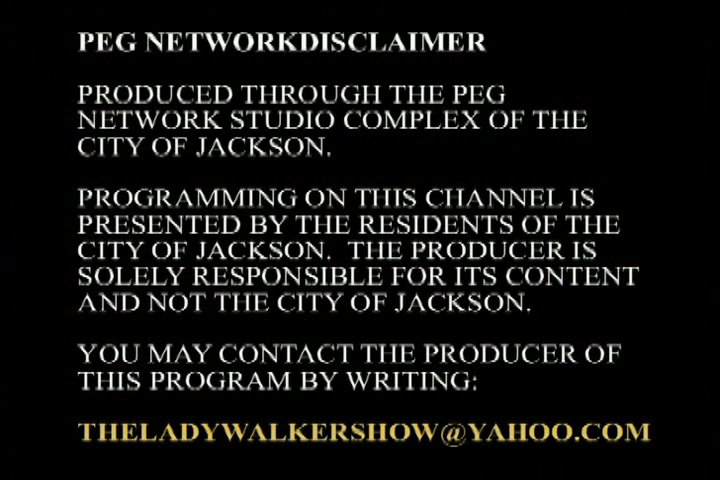 PEG NETWORKDISCLAIMER
PRODUCED THROUGH THE PEG
NETWORK STUDIO COMPLEX OF THE
CITY OF JACKSON.
PROGRAMMING ON THIS CHANNEL IS
PRESENTED BY THE RESIDENTS OF THE
CITY OF JACKSON.  THE PRODUCER IS
SOLELY RESPONSIBLE FOR ITS CONTENT
AND NOT THE CITY OF JACKSON.
YOU MAY CONTACT THE PRODUCER OF
THIS PROGRAM BY WRITING:
THELADYWALKERSHOW@YAHOO.COM